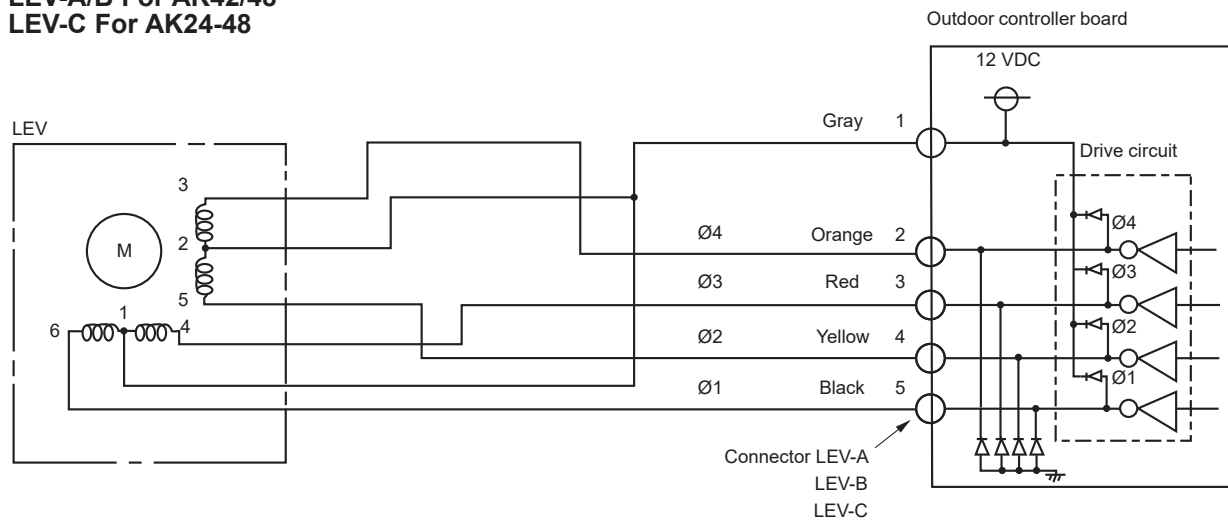 LEV-A/B For AK42/48
LEV-C For AK24-48
Outdoor controller board
12 VDC
Gray 1
LEV
Drive circuit
3
Ø4
2
M
Ø4 Orange 2
Ø3
Ø3 Red 3
5
1
Ø2
6
4
Ø2 Yellow 4
Ø1
Ø1 Black 5
Connector LEV-A
LEV-B
LEV-C